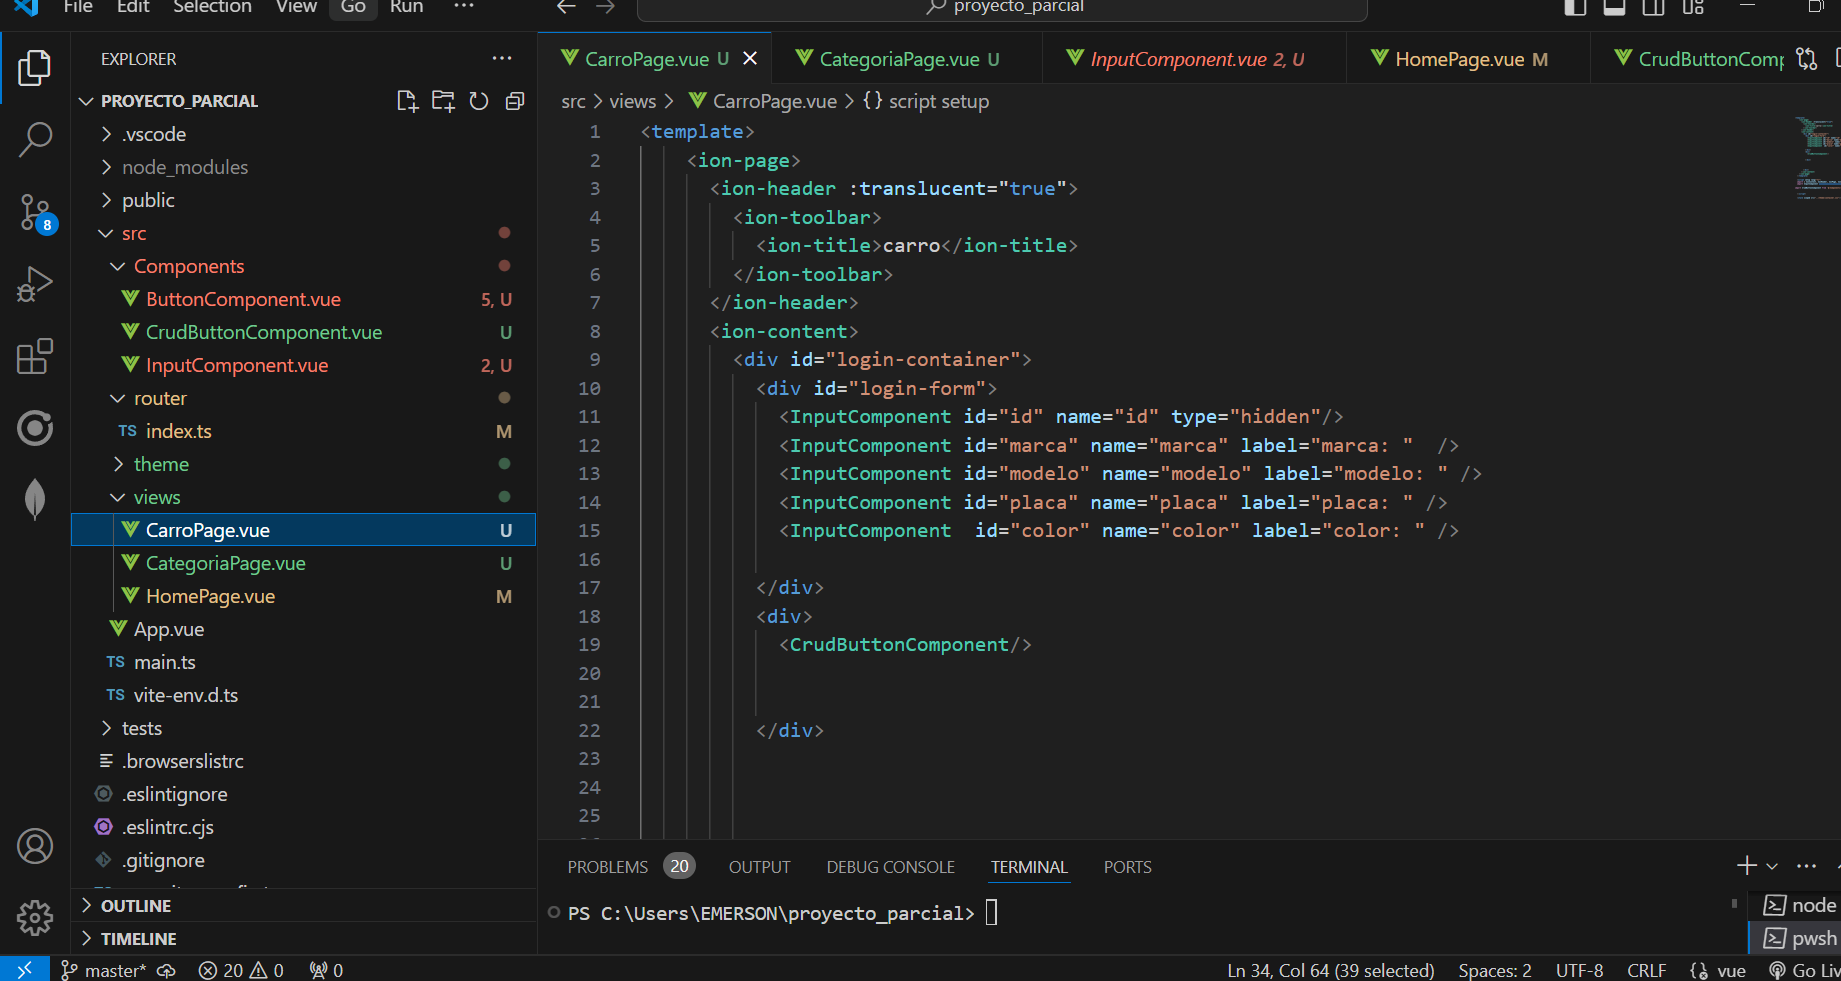 File Edit Selection View Go Run ···
proyecto_parcial
EXPLORER ···
PROYECTO_PARCIAL
.vscode
node_modules
public
src
Components
ButtonComponent.vue 5, U
CrudButtonComponent.vue U
InputComponent.vue 2, U
router
TS index.ts M
theme
views
CarroPage.vue U
CategoriaPage.vue U
HomePage.vue M
App.vue
TS main.ts
TS vite-env.d.ts
tests
.browserslistrc
.eslintignore
.eslintrc.cjs
.gitignore
OUTLINE
TIMELINE
8
CarroPage.vue U CategoriaPage.vue U InputComponent.vue 2, U HomePage.vue M CrudButtonComp
src > views > CarroPage.vue > {} script setup
1 <template>
2 <ion-page>
3 <ion-header :translucent="true">
4 <ion-toolbar>
5 <ion-title>carro</ion-title>
6 </ion-toolbar>
7 </ion-header>
8 <ion-content>
9 <div id="login-container">
10 <div id="login-form">
11 <InputComponent id="id" name="id" type="hidden"/>
12 <InputComponent id="marca" name="marca" label="marca: "  />
13 <InputComponent id="modelo" name="modelo" label="modelo: " />
14 <InputComponent id="placa" name="placa" label="placa: " />
15 <InputComponent  id="color" name="color" label="color: " />
16
17 </div>
18 <div>
19 <CrudButtonComponent/>
20
21
22 </div>
23
24
25
PROBLEMS 20 OUTPUT DEBUG CONSOLE TERMINAL PORTS
PS C:\Users\EMERSON\proyecto_parcial>
node
pwsh
master* 20 0 0 Ln 34, Col 64 (39 selected) Spaces: 2 UTF-8 CRLF vue Go Liv